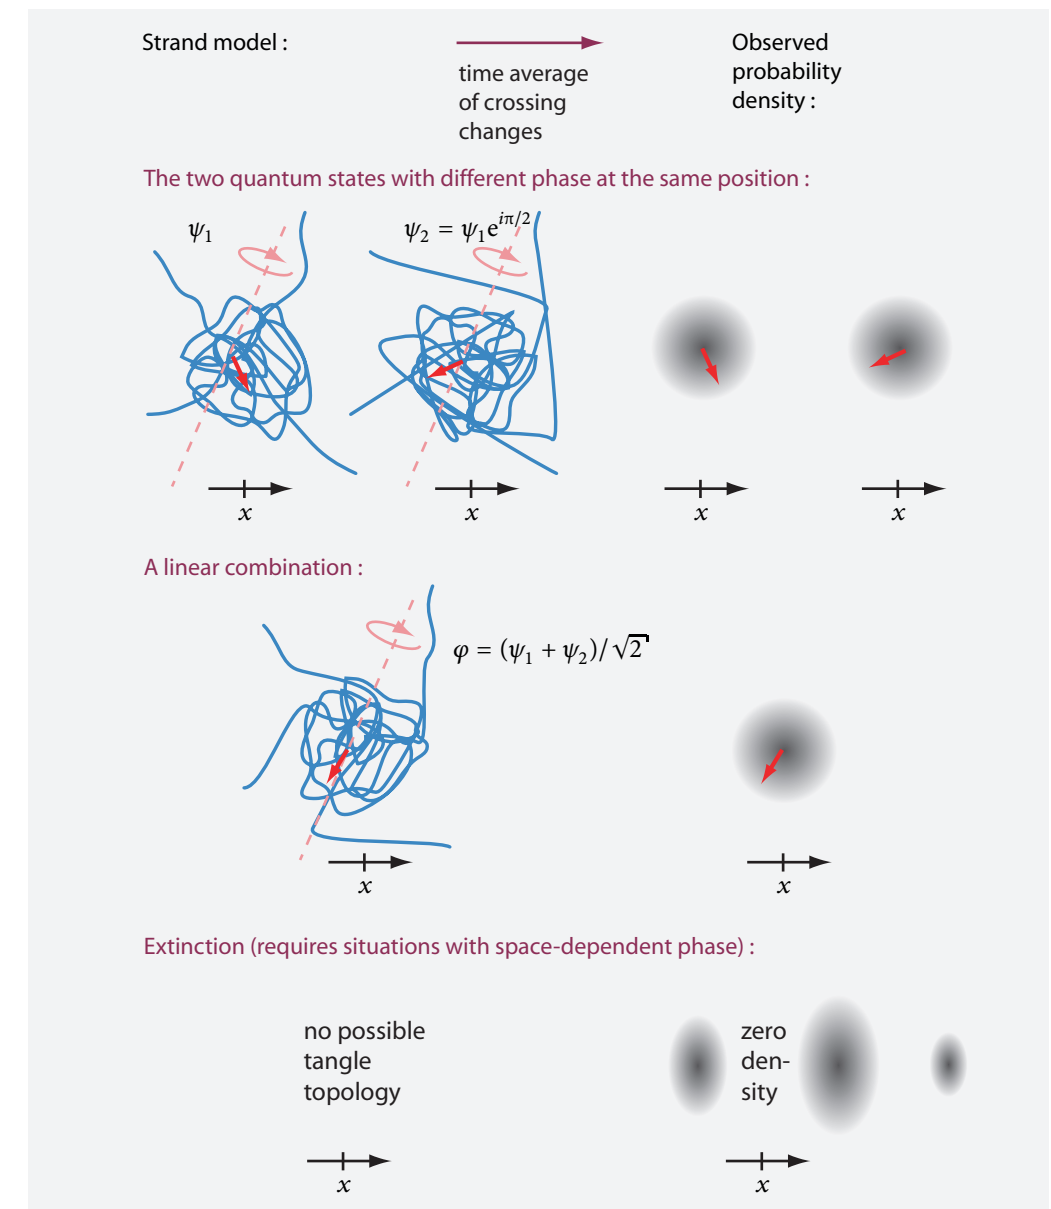 Strand model :
time average
of crossing
changes
Observed
probability
density :
The two quantum states with different phase at the same position :
ψ₁
ψ₂ = ψ₁e^{iπ/2}
x
x
x
x
A linear combination :
φ = (ψ₁ + ψ₂)/√2
x
x
Extinction (requires situations with space-dependent phase) :
no possible
tangle
topology
zero
den-
sity
x
x